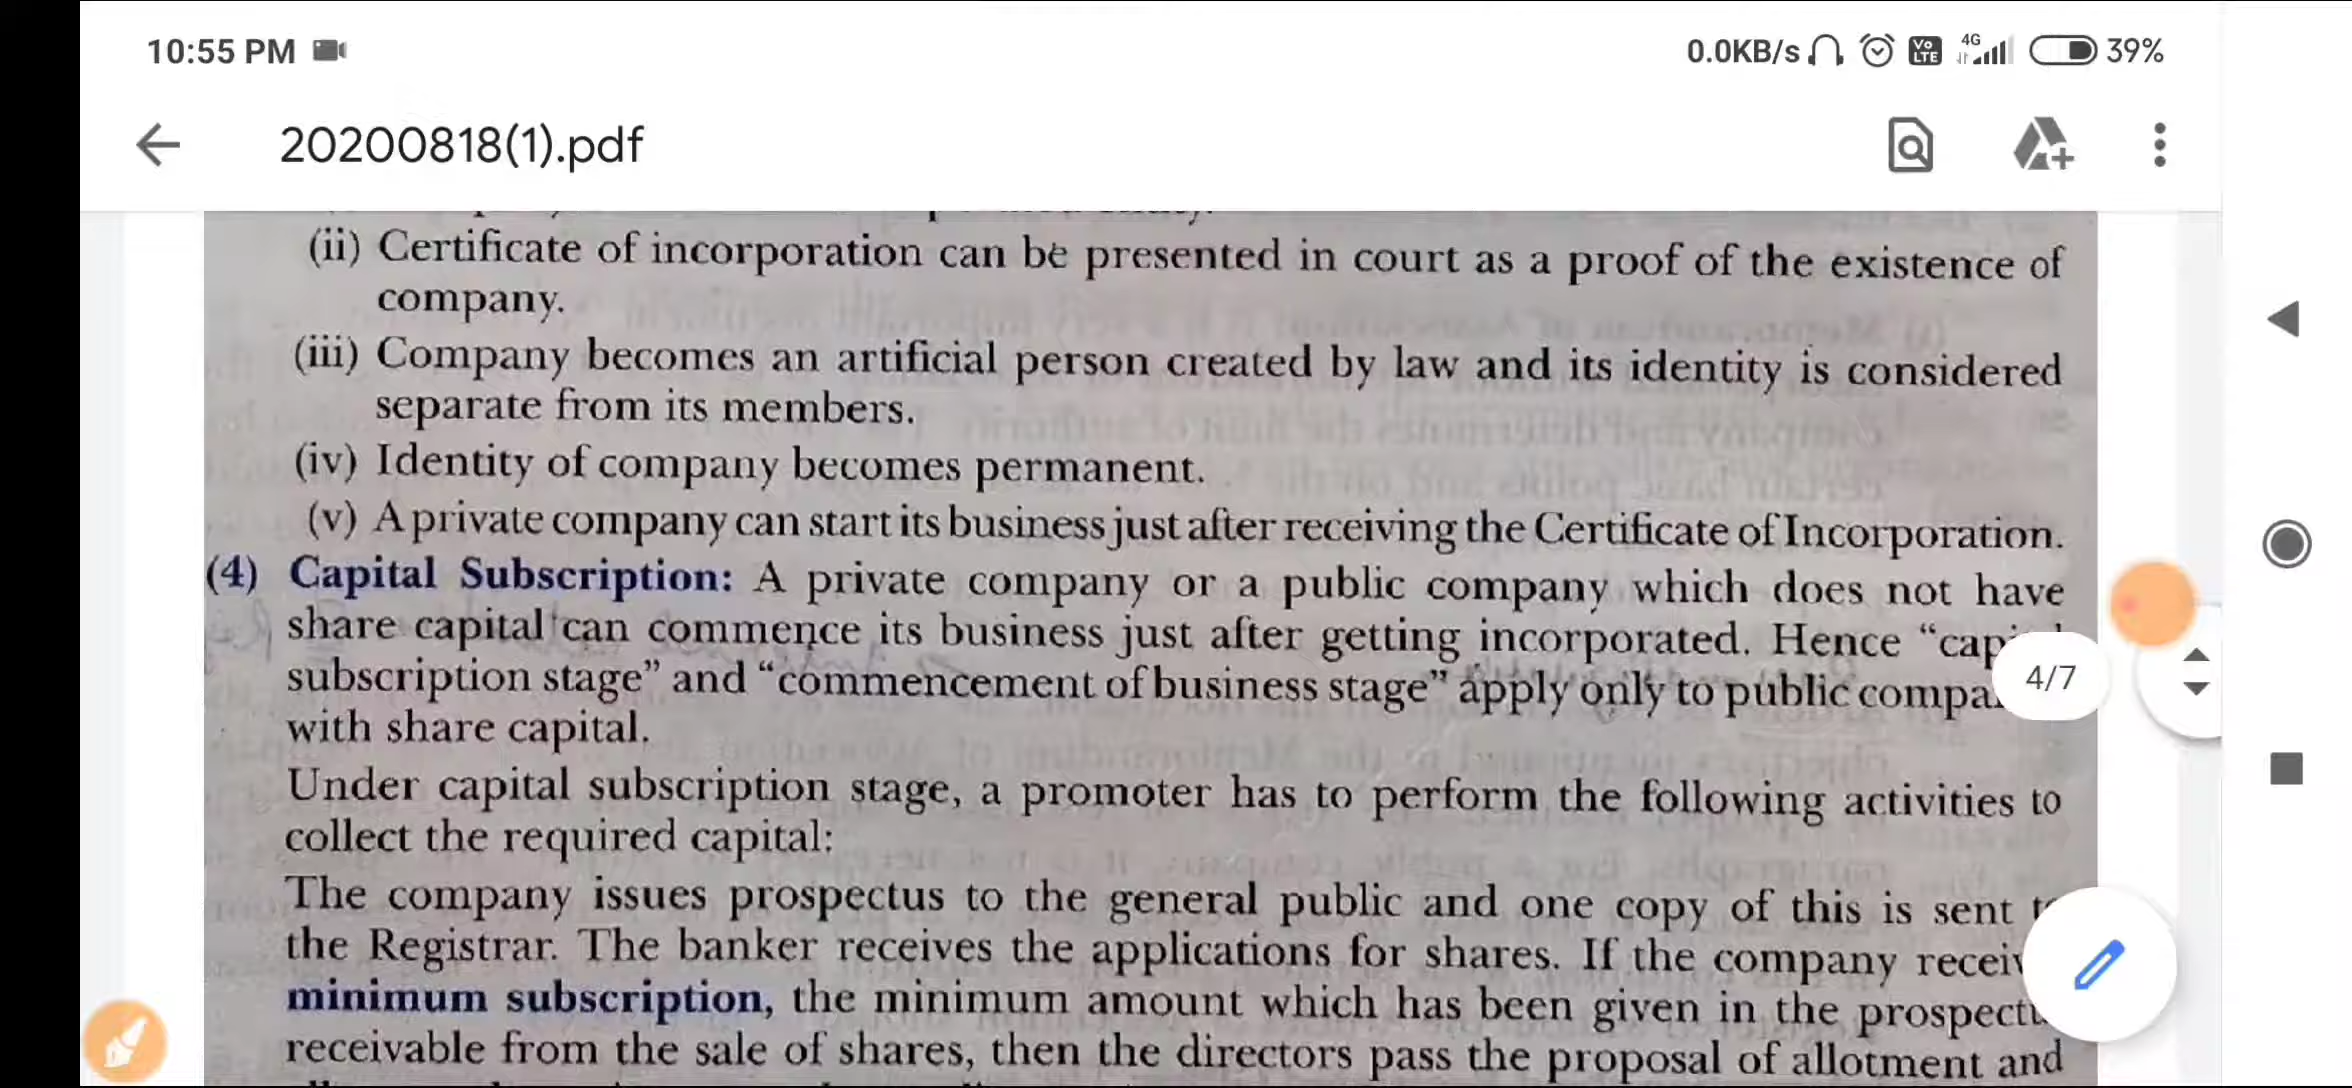 10:55 PM 0.0KB/s Vo LTE 4G 39%
20200818(1).pdf
(ii) Certificate of incorporation can be presented in court as a proof of the existence of
company.
(iii) Company becomes an artificial person created by law and its identity is considered
separate from its members.
(iv) Identity of company becomes permanent.
(v) A private company can start its business just after receiving the Certificate of Incorporation.
(4) Capital Subscription: A private company or a public company which does not have
share capital can commence its business just after getting incorporated. Hence
subscription stage" and "commencement of business stage" apply only to public
with share capital.
4/7
Under capital subscription stage, a promoter has to perform the following activities to
collect the required capital:
The company issues prospectus to the general public and one copy of this is sent
the Registrar. The banker receives the applications for shares. If the company
minimum subscription, the minimum amount which has been given in the
receivable from the sale of shares, then the directors pass the proposal of allotment and